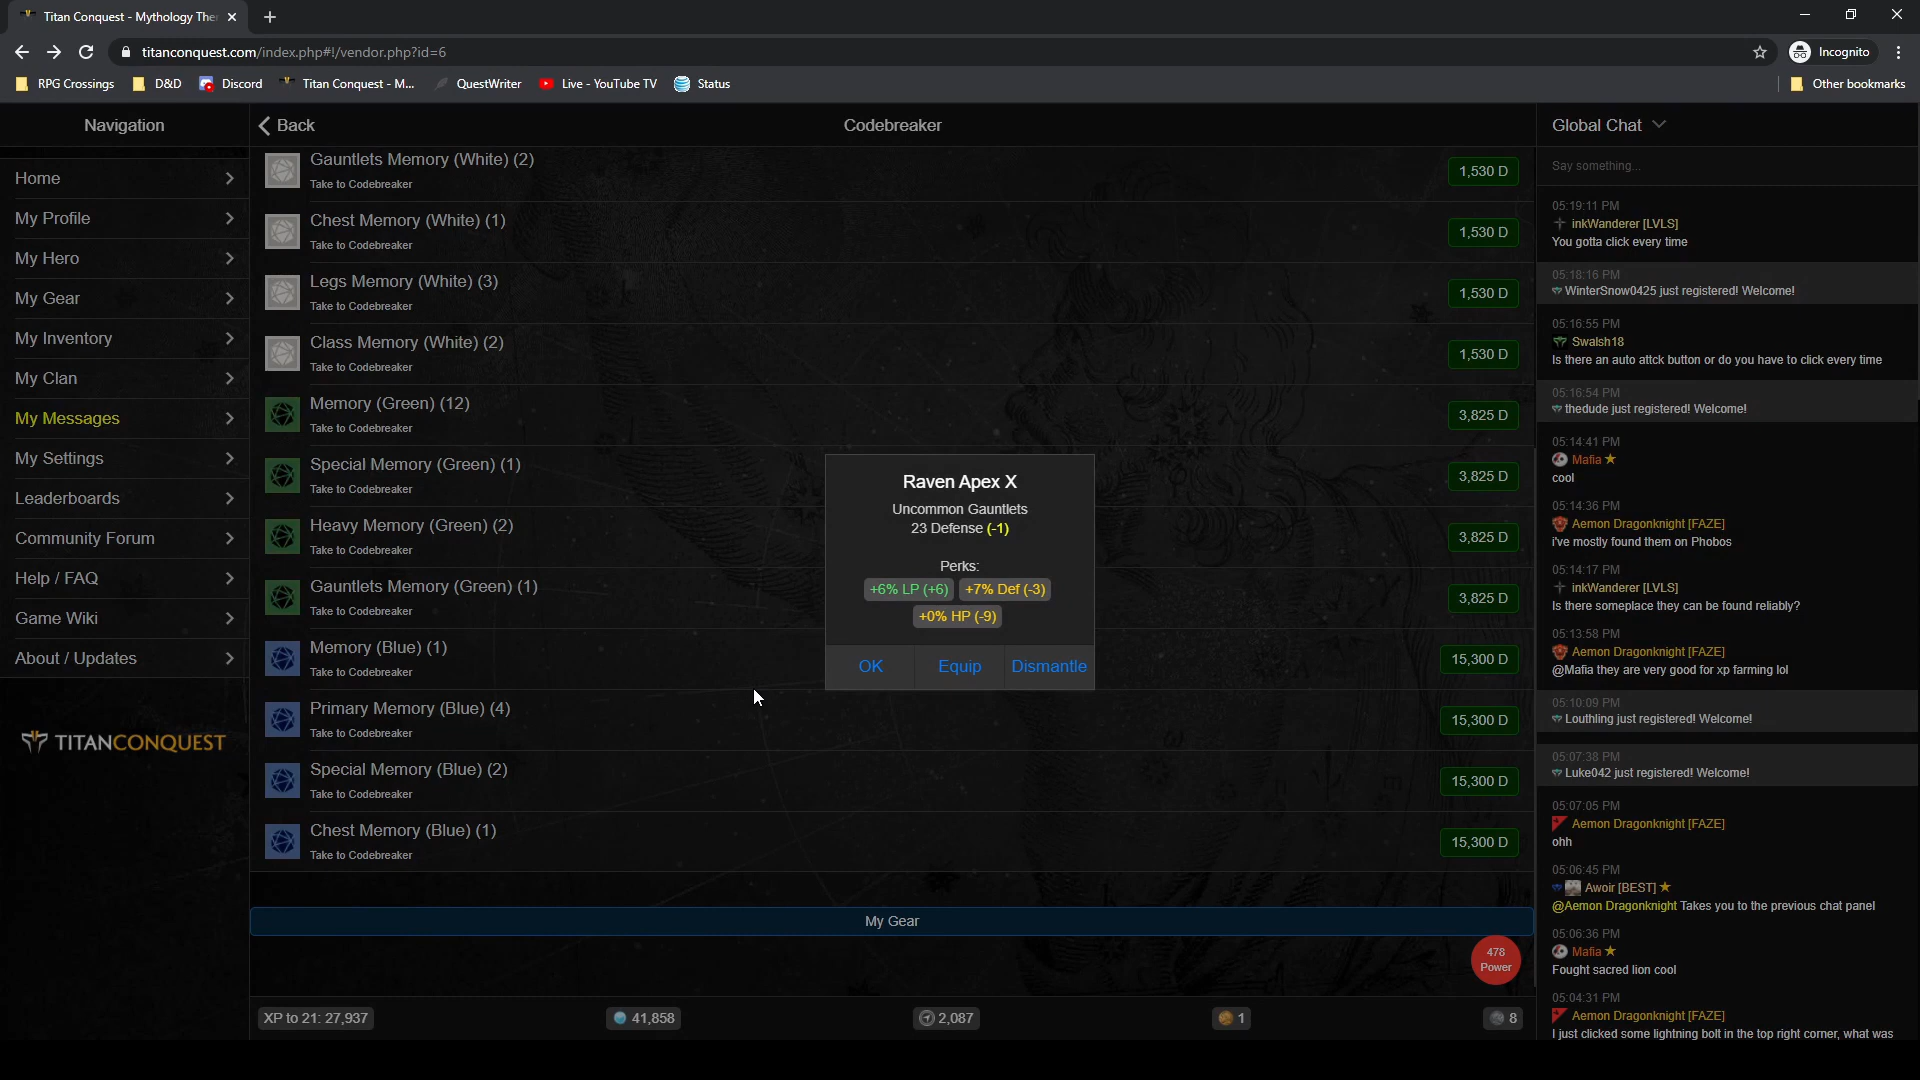 Titan Conquest - Mythology The
titanconquest.com/index.php#!/vendor.php?id=6
Incognito
RPG Crossings
D&D
Discord
Titan Conquest - M...
QuestWriter
Live - YouTube TV
Status
Other bookmarks
Navigation
Home
My Profile
My Hero
My Gear
My Inventory
My Clan
My Messages
My Settings
Leaderboards
Community Forum
Help / FAQ
Game Wiki
About / Updates
TITANCONQUEST
Back
Codebreaker
Gauntlets Memory (White) (2)
Take to Codebreaker
1,530 D
Chest Memory (White) (1)
Take to Codebreaker
1,530 D
Legs Memory (White) (3)
Take to Codebreaker
1,530 D
Class Memory (White) (2)
Take to Codebreaker
1,530 D
Memory (Green) (12)
Take to Codebreaker
3,825 D
Special Memory (Green) (1)
Take to Codebreaker
3,825 D
Heavy Memory (Green) (2)
Take to Codebreaker
3,825 D
Gauntlets Memory (Green) (1)
Take to Codebreaker
3,825 D
Memory (Blue) (1)
Take to Codebreaker
15,300 D
Primary Memory (Blue) (4)
Take to Codebreaker
15,300 D
Special Memory (Blue) (2)
Take to Codebreaker
15,300 D
Chest Memory (Blue) (1)
Take to Codebreaker
15,300 D
Raven Apex X
Uncommon Gauntlets
23 Defense (-1)
Perks:
+6% LP (+6) +7% Def (-3)
+0% HP (-9)
OK
Equip
Dismantle
My Gear
478
Power
XP to 21: 27,937
41,858
2,087
1
8
Global Chat
Say something...
05:19:11 PM
inkWanderer [LVLS]
You gotta click every time
05:18:16 PM
WinterSnow0425 just registered! Welcome!
05:16:55 PM
Swalsh18
Is there an auto attck button or do you have to click every time
05:16:54 PM
thedude just registered! Welcome!
05:14:41 PM
Mafia
cool
05:14:36 PM
Aemon Dragonknight [FAZE]
i've mostly found them on Phobos
05:14:17 PM
inkWanderer [LVLS]
Is there someplace they can be found reliably?
05:13:58 PM
Aemon Dragonknight [FAZE]
@Mafia they are very good for xp farming lol
05:10:09 PM
Louthling just registered! Welcome!
05:07:38 PM
Luke042 just registered! Welcome!
05:07:05 PM
Aemon Dragonknight [FAZE]
ohh
05:06:45 PM
Awoir [BEST]
@Aemon Dragonknight Takes you to the previous chat panel
05:06:36 PM
Mafia
Fought sacred lion cool
05:04:31 PM
Aemon Dragonknight [FAZE]
I just clicked some lightning bolt in the top right corner, what was